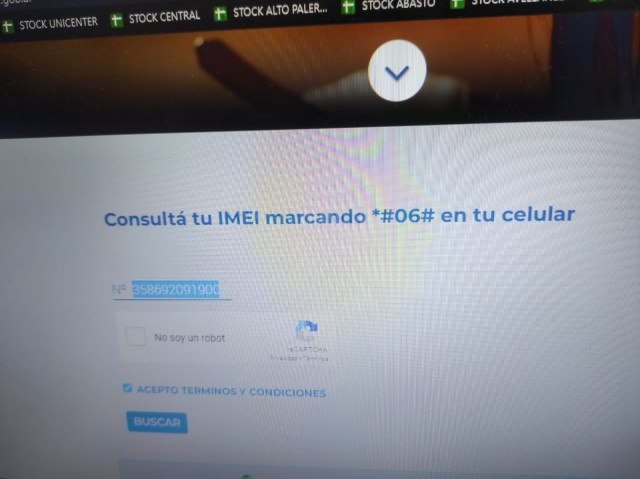 STOCK UNICENTER STOCK CENTRAL STOCK ALTO PALER... STOCK ABASTO
Consultá tu IMEI marcando *#06# en tu celular
Nº 358692091900
No soy un robot
reCAPTCHA
Privacidad - Términos
ACEPTO TERMINOS Y CONDICIONES
BUSCAR